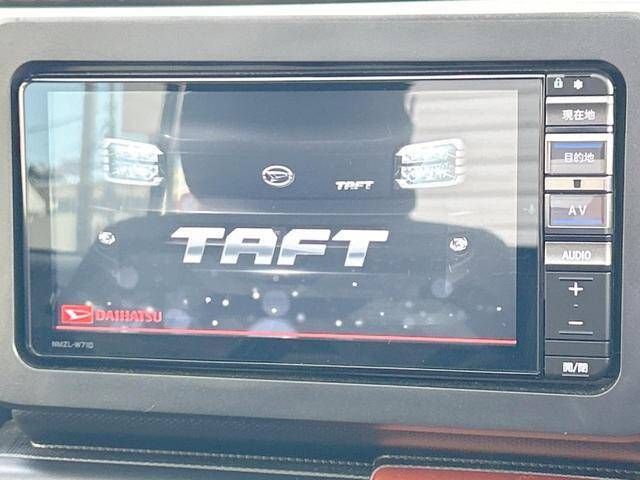 現在地
目的地
TAFT
AV
TAFT
AUDIO
+
DAIHATSU
−
NMZL-W71D
開/閉